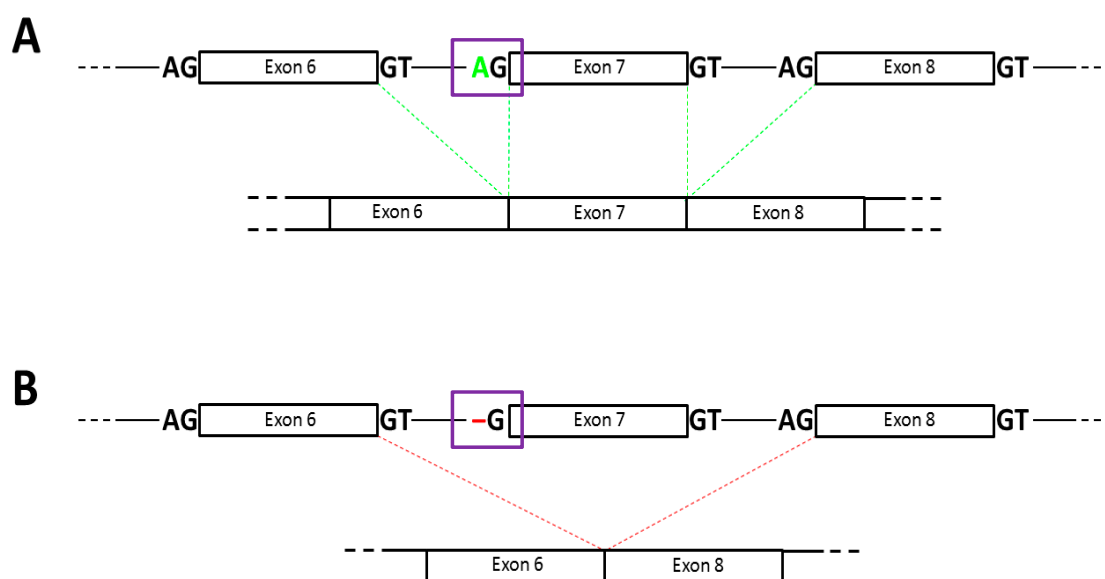 A
AG Exon 6 GT AG Exon 7 GT AG Exon 8 GT
Exon 6 Exon 7 Exon 8
B
AG Exon 6 GT –G Exon 7 GT AG Exon 8 GT
Exon 6 Exon 8